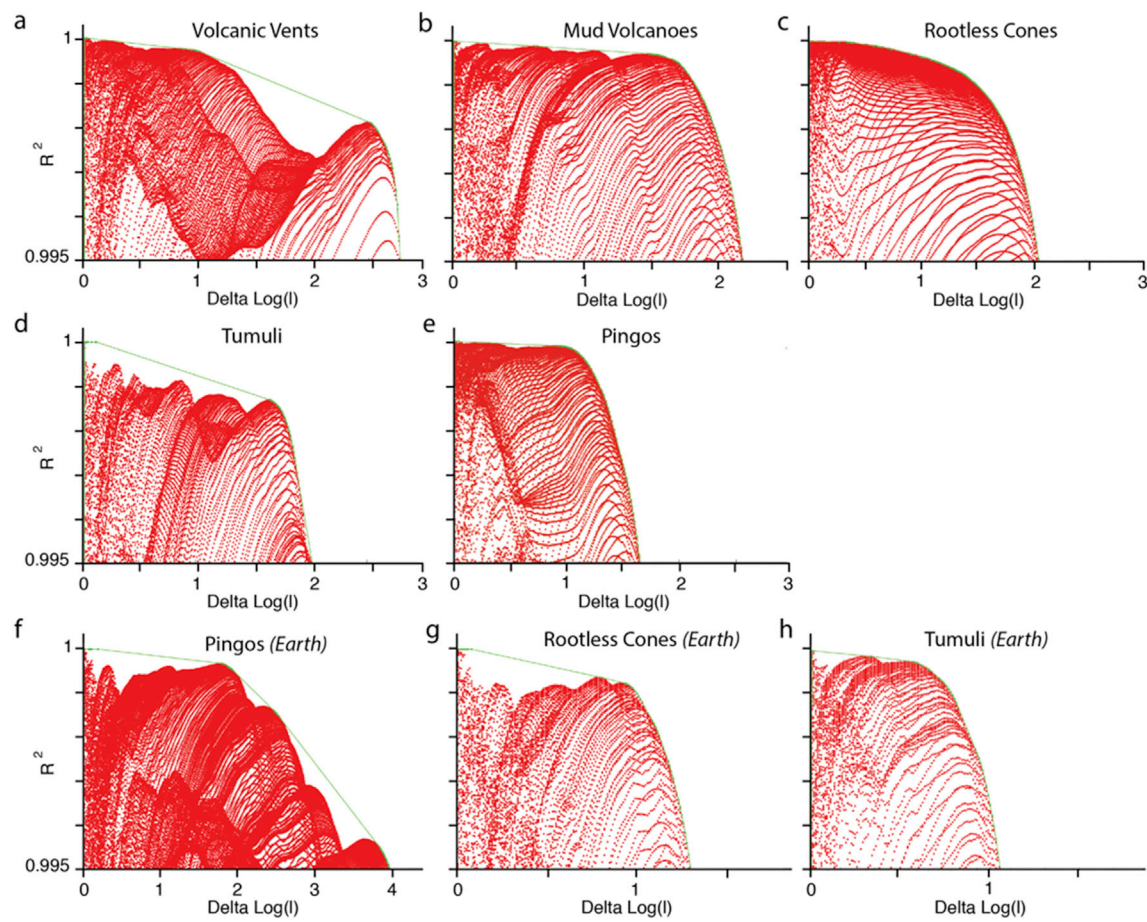 a
Volcanic Vents
b
Mud Volcanoes
c
Rootless Cones
1
R²
0.995
0 1 2 3
Delta Log(l)
0 1 2
Delta Log(l)
0 1 2 3
Delta Log(l)
d
Tumuli
e
Pingos
1
R²
0.995
0 1 2 3
Delta Log(l)
0 1 2 3
Delta Log(l)
f
Pingos (Earth)
g
Rootless Cones (Earth)
h
Tumuli (Earth)
1
R²
0.995
0 1 2 3 4
Delta Log(l)
0 1
Delta Log(l)
0 1
Delta Log(l)